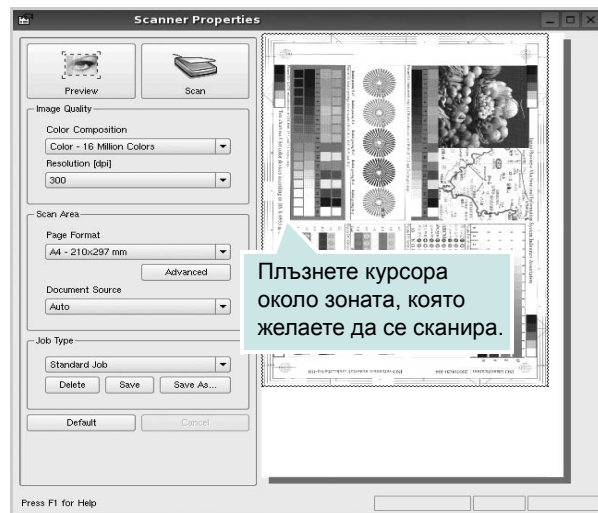 Scanner Properties
Preview
Scan
Image Quality
Color Composition
Color - 16 Million Colors
Resolution [dpi]
300
Scan Area
Page Format
A4 - 210x297 mm
Advanced
Document Source
Auto
Job Type
Standard Job
Delete Save Save As...
Default Cancel
Плъзнете курсора
около зоната, която
желаете да се сканира.
Press F1 for Help